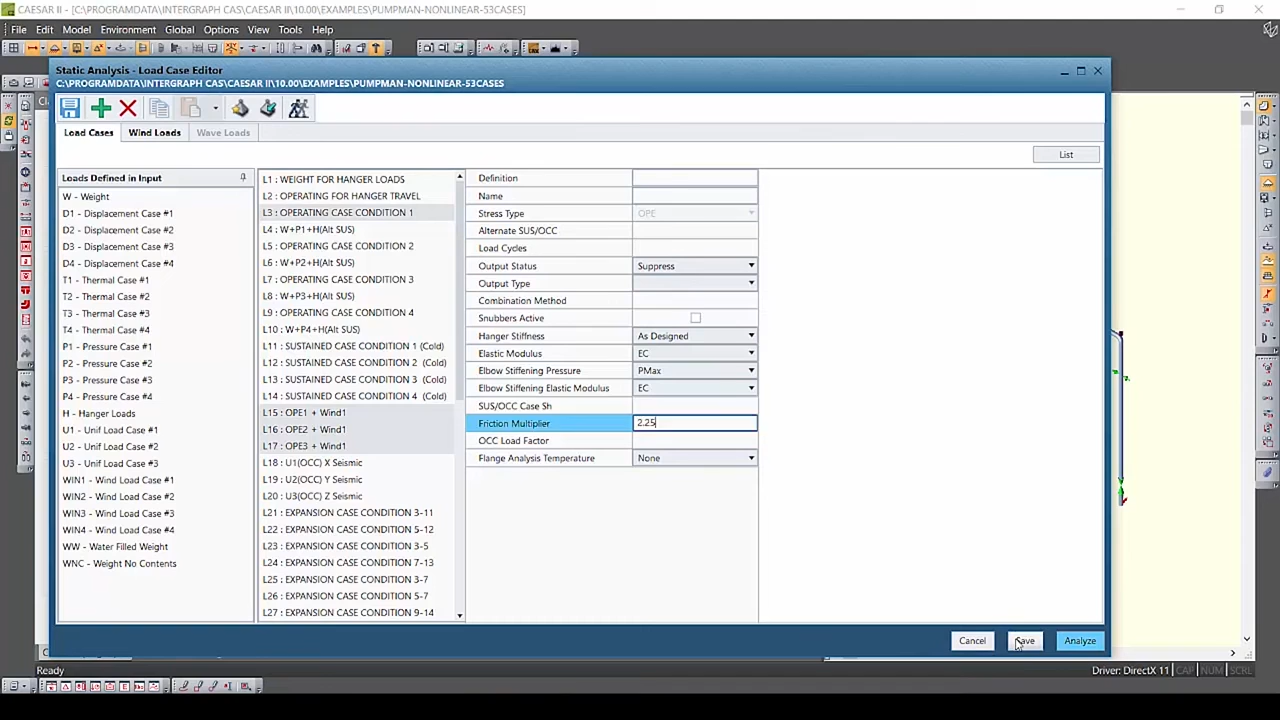 CAESAR II - [C:\PROGRAMDATA\INTERGRAPH CAS\CAESAR II\10.00\EXAMPLES\PUMPMAN-NONLINEAR-53CASES]
File Edit Model Environment Global Options View Tools Help
Static Analysis - Load Case Editor
C:\PROGRAMDATA\INTERGRAPH CAS\CAESAR II\10.00\EXAMPLES\PUMPMAN-NONLINEAR-53CASES
Load Cases Wind Loads Wave Loads
List
Loads Defined in Input
W - Weight
D1 - Displacement Case #1
D2 - Displacement Case #2
D3 - Displacement Case #3
D4 - Displacement Case #4
T1 - Thermal Case #1
T2 - Thermal Case #2
T3 - Thermal Case #3
T4 - Thermal Case #4
P1 - Pressure Case #1
P2 - Pressure Case #2
P3 - Pressure Case #3
P4 - Pressure Case #4
H - Hanger Loads
U1 - Unif Load Case #1
U2 - Unif Load Case #2
U3 - Unif Load Case #3
WIN1 - Wind Load Case #1
WIN2 - Wind Load Case #2
WIN3 - Wind Load Case #3
WIN4 - Wind Load Case #4
WW - Water Filled Weight
WNC - Weight No Contents
L1 : WEIGHT FOR HANGER LOADS
L2 : OPERATING FOR HANGER TRAVEL
L3 : OPERATING CASE CONDITION 1
L4 : W+P1+H(Alt SUS)
L5 : OPERATING CASE CONDITION 2
L6 : W+P2+H(Alt SUS)
L7 : OPERATING CASE CONDITION 3
L8 : W+P3+H(Alt SUS)
L9 : OPERATING CASE CONDITION 4
L10 : W+P4+H(Alt SUS)
L11 : SUSTAINED CASE CONDITION 1 (Cold)
L12 : SUSTAINED CASE CONDITION 2 (Cold)
L13 : SUSTAINED CASE CONDITION 3 (Cold)
L14 : SUSTAINED CASE CONDITION 4 (Cold)
L15 : OPE1 + Wind1
L16 : OPE2 + Wind1
L17 : OPE3 + Wind1
L18 : U1(OCC) X Seismic
L19 : U2(OCC) Y Seismic
L20 : U3(OCC) Z Seismic
L21 : EXPANSION CASE CONDITION 3-11
L22 : EXPANSION CASE CONDITION 5-12
L23 : EXPANSION CASE CONDITION 3-5
L24 : EXPANSION CASE CONDITION 7-13
L25 : EXPANSION CASE CONDITION 3-7
L26 : EXPANSION CASE CONDITION 5-7
L27 : EXPANSION CASE CONDITION 9-14
Definition
Name
Stress Type OPE
Alternate SUS/OCC
Load Cycles
Output Status Suppress
Output Type
Combination Method
Snubbers Active
Hanger Stiffness As Designed
Elastic Modulus EC
Elbow Stiffening Pressure PMax
Elbow Stiffening Elastic Modulus EC
SUS/OCC Case Sh
Friction Multiplier 2.25
OCC Load Factor
Flange Analysis Temperature None
Cancel Save Analyze
Ready
Driver: DirectX 11 CAP NUM SCRL